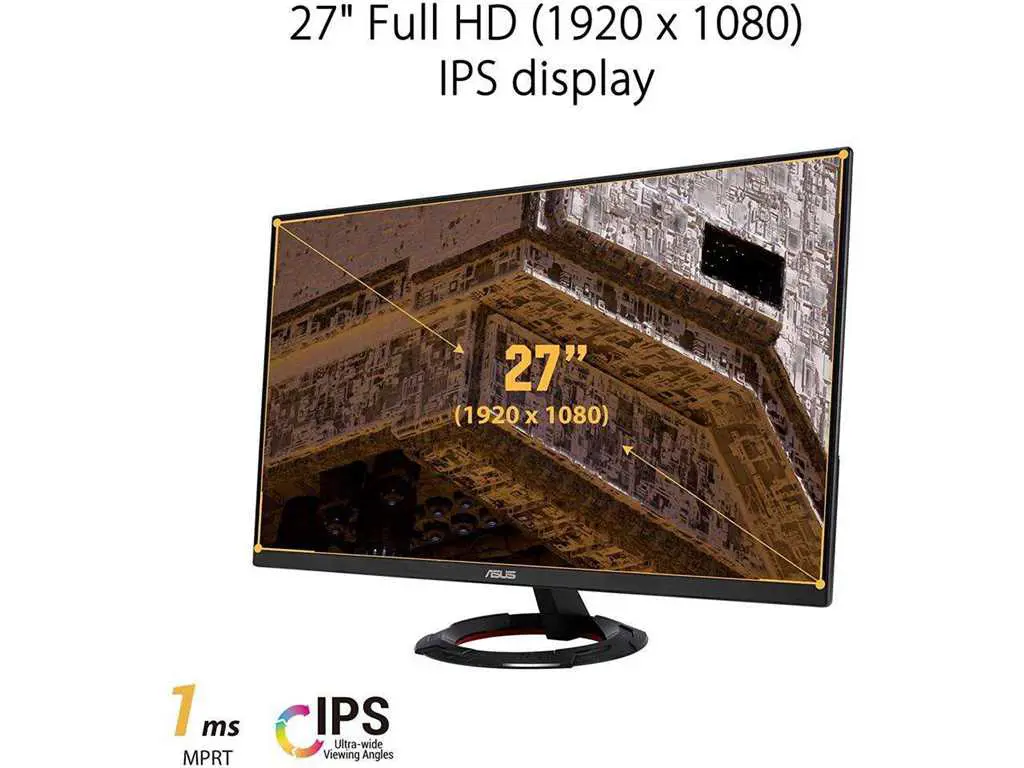 27" Full HD (1920 x 1080)
IPS display
27”
(1920 x 1080)
ASUS
1 ms
MPRT
IPS
Ultra-wide
Viewing Angles